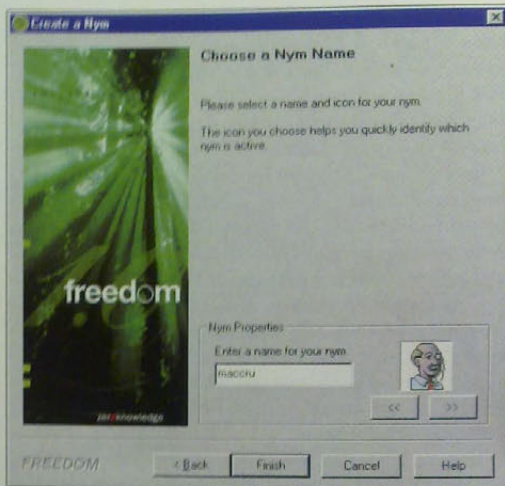 Create a Nym
Choose a Nym Name
Please select a name and icon for your nym.
The icon you choose helps you quickly identify which
nym is active.
freedom
zeroknowledge
Nym Properties
Enter a name for your nym
maccru
<< >>
FREEDOM
< Back Finish Cancel Help